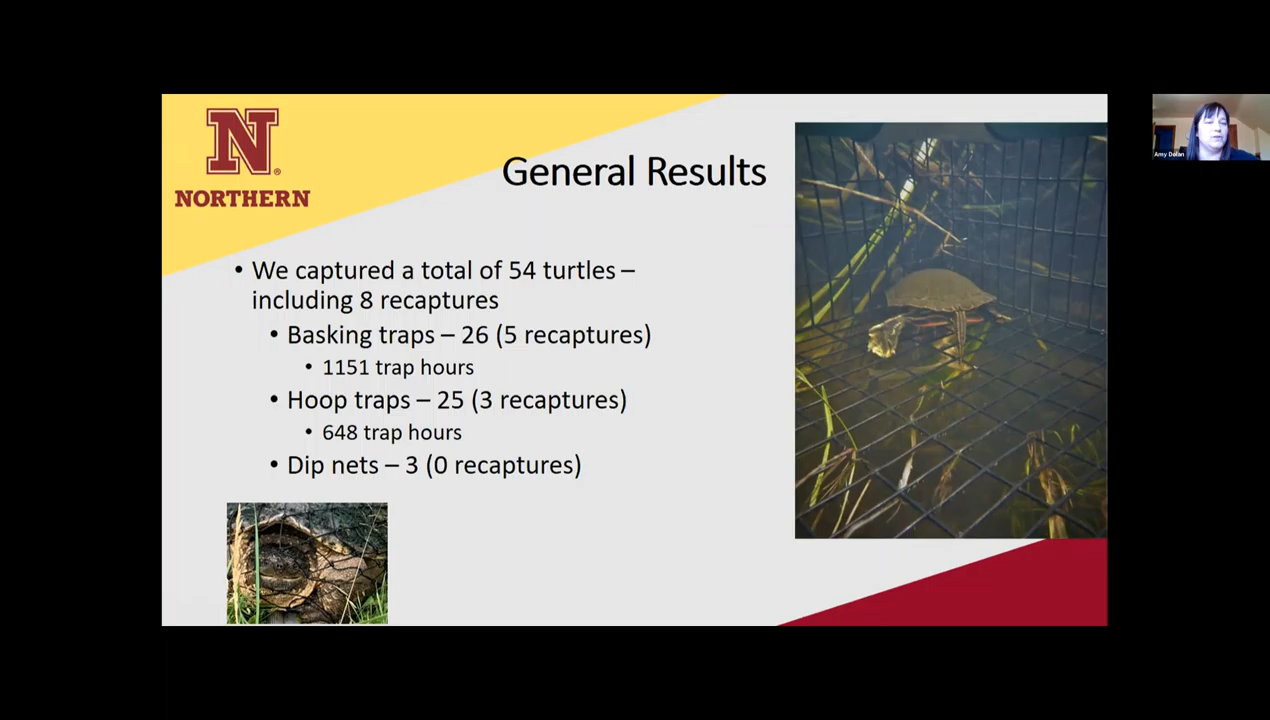 N
NORTHERN
General Results
• We captured a total of 54 turtles –
including 8 recaptures
• Basking traps – 26 (5 recaptures)
• 1151 trap hours
• Hoop traps – 25 (3 recaptures)
• 648 trap hours
• Dip nets – 3 (0 recaptures)
Amy Dolan